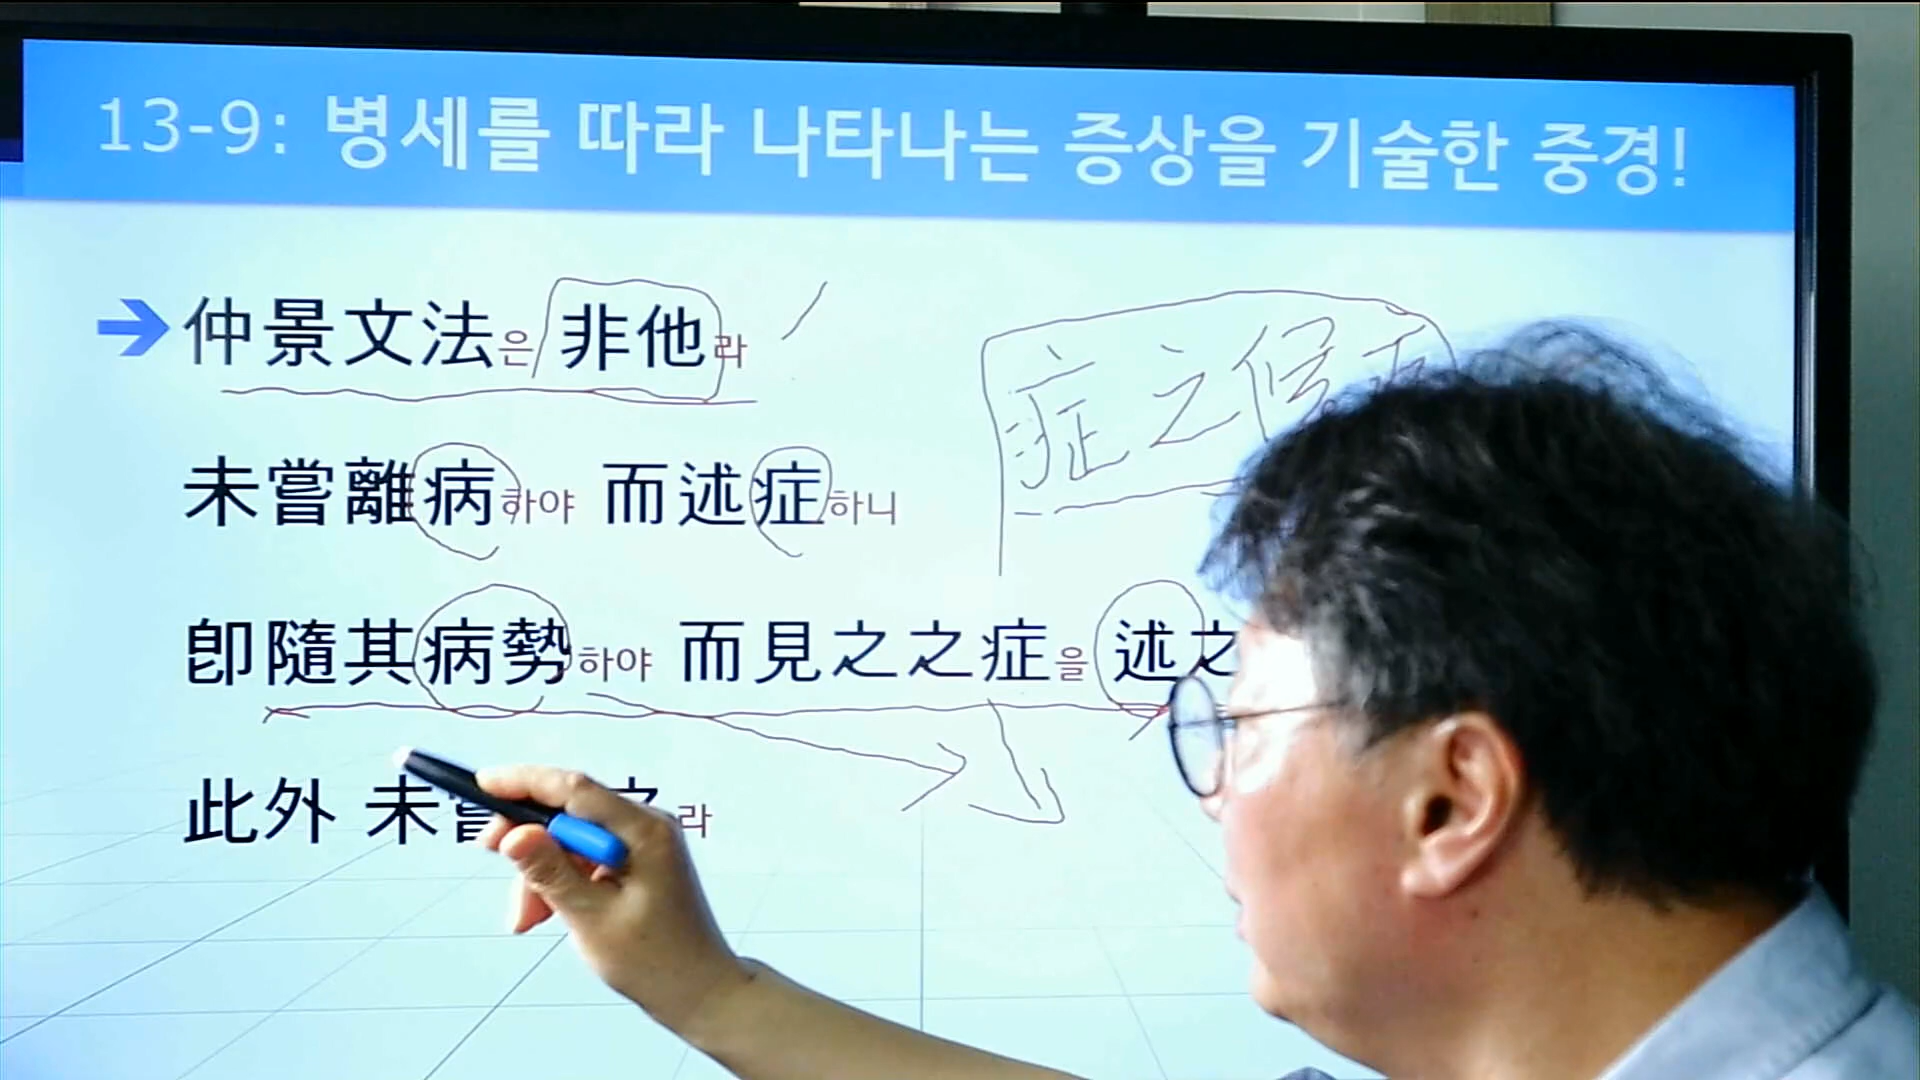 13-9: 병세를 따라 나타나는 증상을 기술한 중경!
仲景文法은 非他라
症之候
未嘗離病하야 而述症하니
卽隨其病勢하야 而見之之症을 述之
此外 未嘗 之라